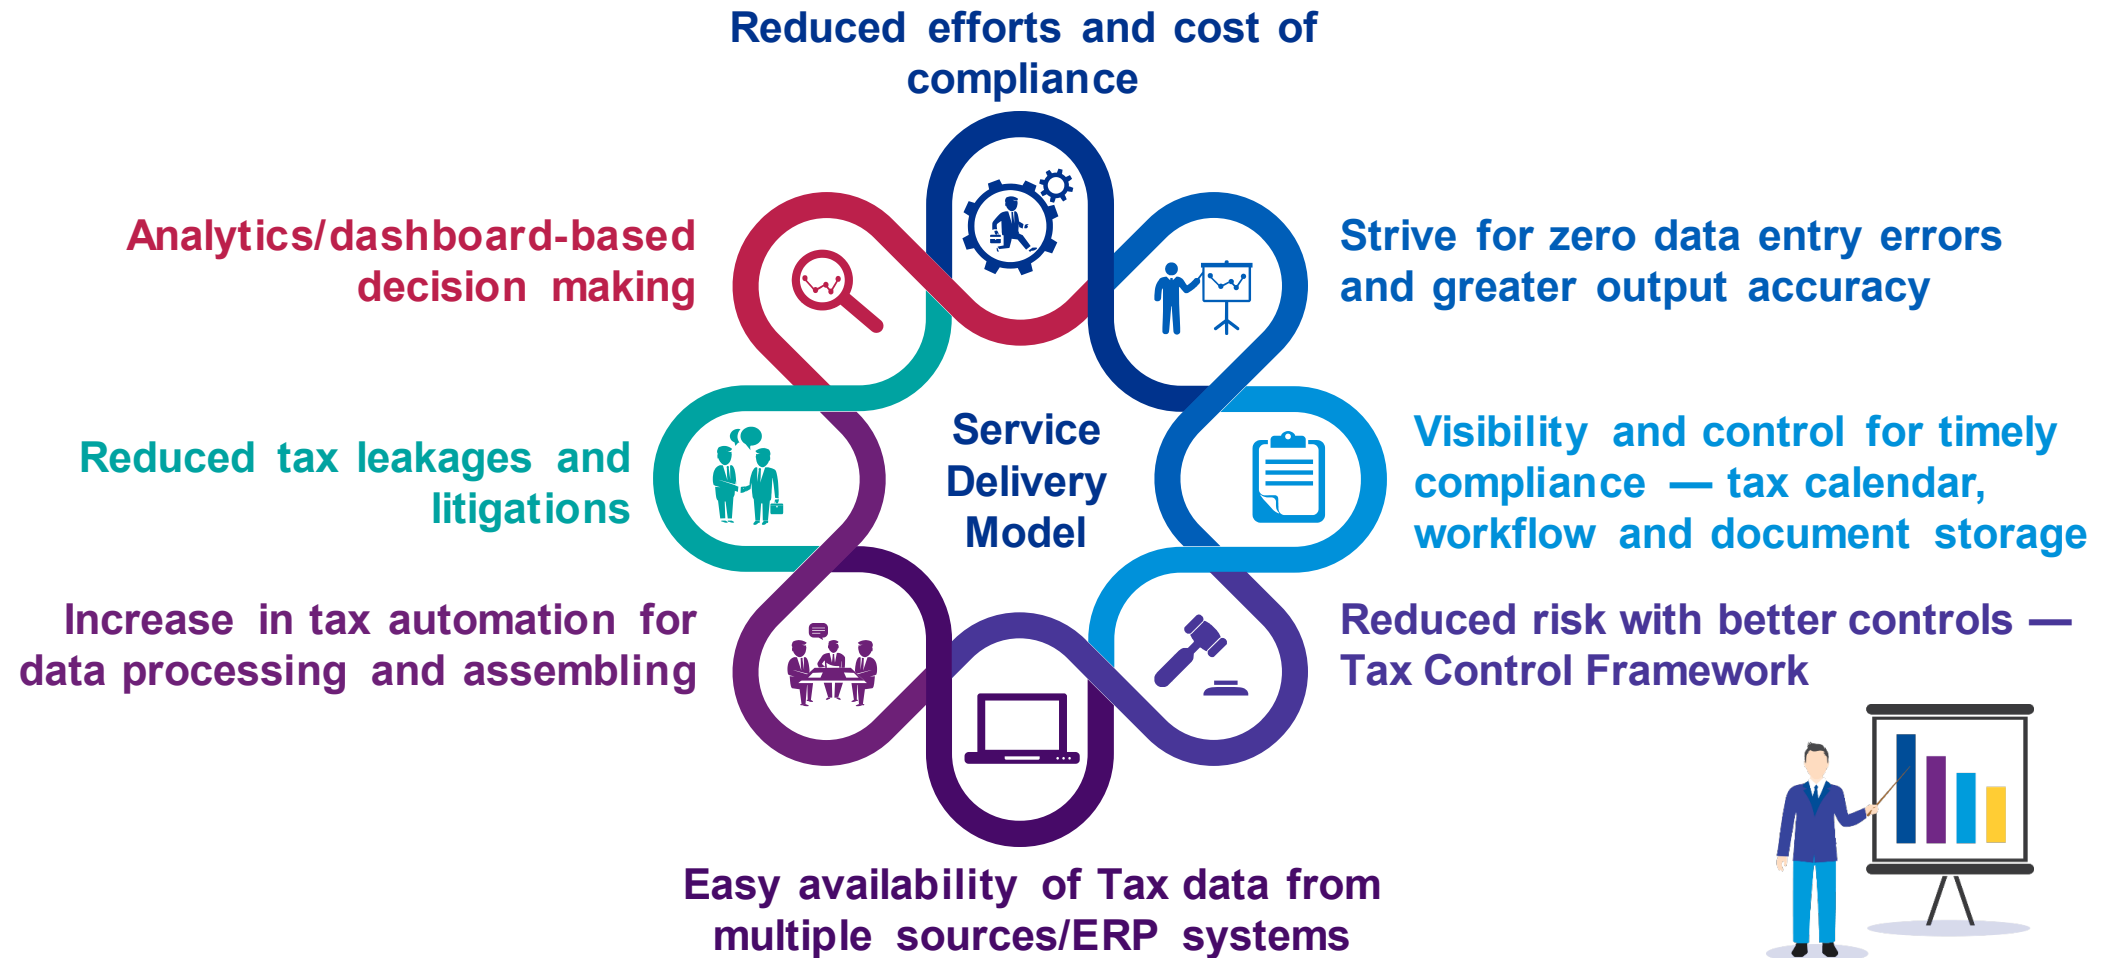 Reduced efforts and cost of
compliance
Analytics/dashboard-based
decision making
Strive for zero data entry errors
and greater output accuracy
Reduced tax leakages and
litigations
Service
Delivery
Model
Visibility and control for timely
compliance — tax calendar,
workflow and document storage
Increase in tax automation for
data processing and assembling
Reduced risk with better controls —
Tax Control Framework
Easy availability of Tax data from
multiple sources/ERP systems